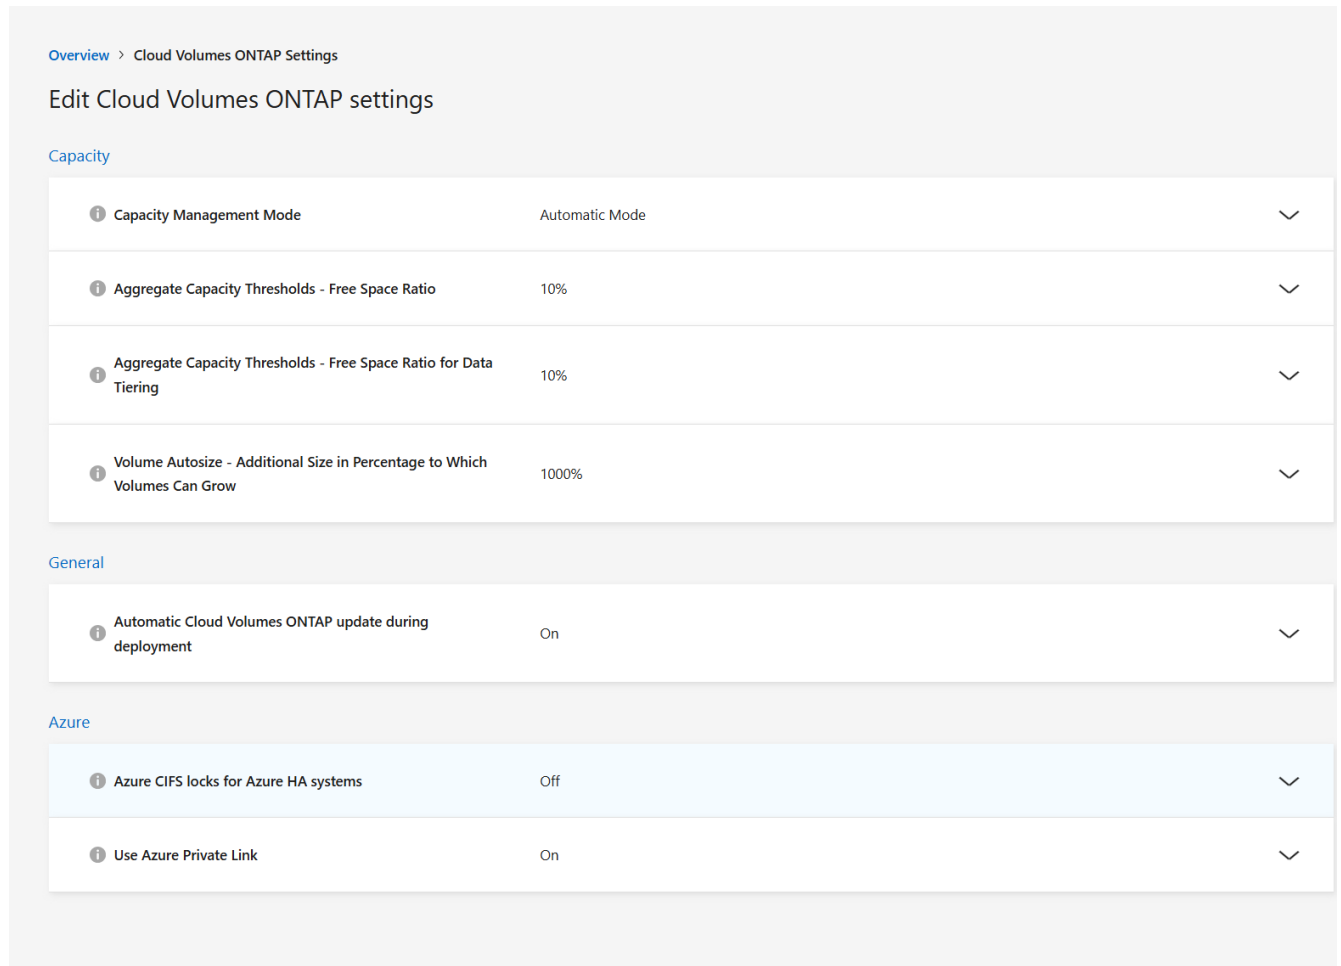 Overview > Cloud Volumes ONTAP Settings
Edit Cloud Volumes ONTAP settings
Capacity
Capacity Management Mode Automatic Mode
Aggregate Capacity Thresholds - Free Space Ratio 10%
Aggregate Capacity Thresholds - Free Space Ratio for Data
Tiering
10%
Volume Autosize - Additional Size in Percentage to Which
Volumes Can Grow
1000%
General
Automatic Cloud Volumes ONTAP update during
deployment
On
Azure
Azure CIFS locks for Azure HA systems Off
Use Azure Private Link On